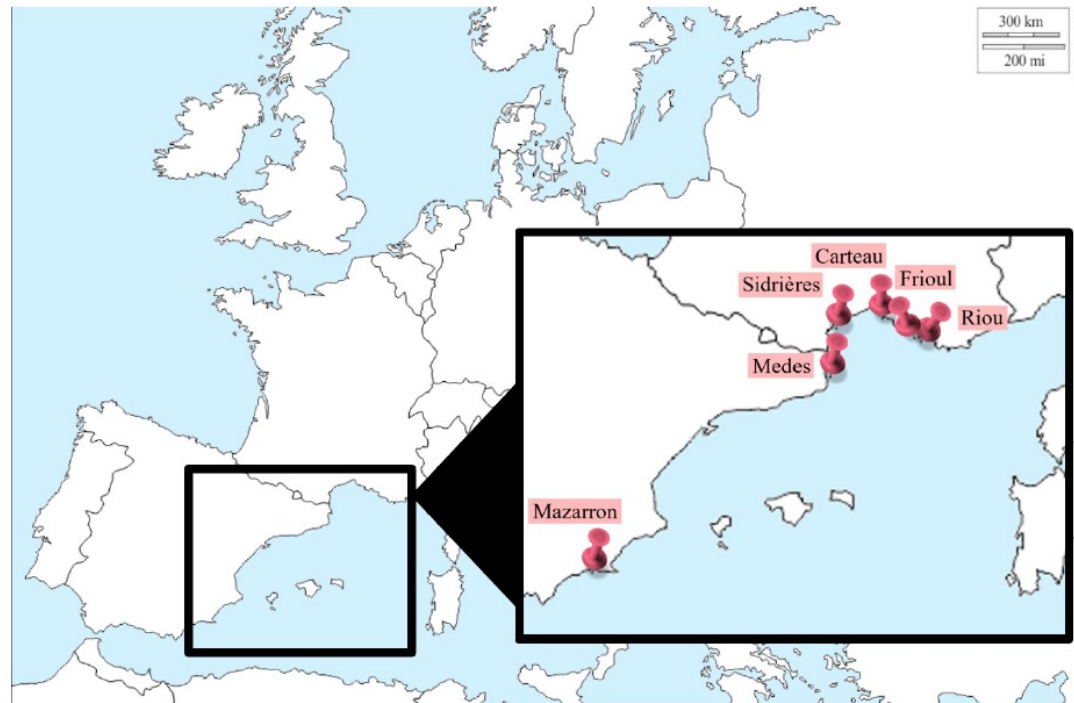 300 km
200 mi
Carteau
Sidrières
Frioul
Riou
Medes
Mazarron